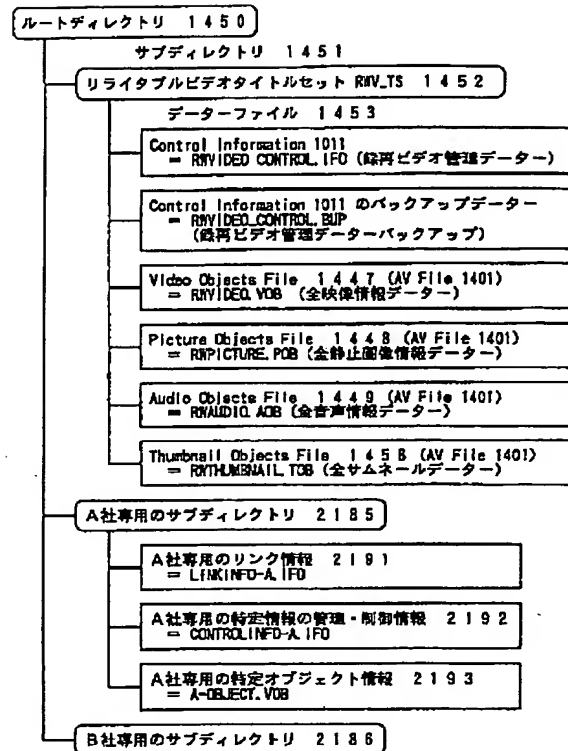 ルートディレクトリ 1450
サブディレクトリ 1451
リライタブルビデオタイトルセット RWV_TS 1452
データーファイル 1453
Control Information 1011
= RWVIDEO CONTROL.IFO (録再ビデオ管理データー)
Control Information 1011 のバックアップデーター
= RWVIDEO_CONTROL.BUP
(録再ビデオ管理データーバックアップ)
Video Objects File 1447 (AV File 1401)
= RWVIDEO.VOB (全映像情報データー)
Picture Objects File 1448 (AV File 1401)
= RWPICTURE.POB (全静止画像情報データー)
Audio Objects File 1449 (AV File 1401)
= RWAUDIO.AOB (全音声情報データー)
Thumbnail Objects File 1458 (AV File 1401)
= RWTHUMBNAIL.TOB (全サムネールデーター)
A社専用のサブディレクトリ 2185
A社専用のリンク情報 2191
= LINKINFO-A.IFO
A社専用の特定情報の管理・制御情報 2192
= CONTROLINFO-A.IFO
A社専用の特定オブジェクト情報 2193
= A-OBJECT.VOB
B社専用のサブディレクトリ 2186